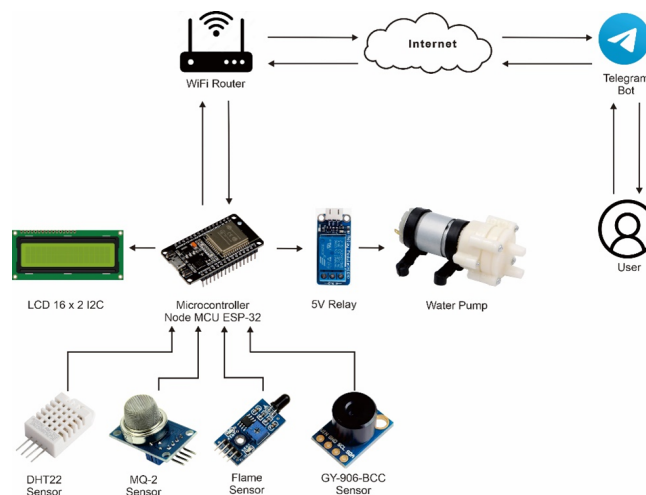 Internet
WiFi Router
Telegram
Bot
User
LCD 16 x 2 I2C
Microcontroller
Node MCU ESP-32
5V Relay
Water Pump
DHT22
Sensor
MQ-2
Sensor
Flame
Sensor
GY-906-BCC
Sensor